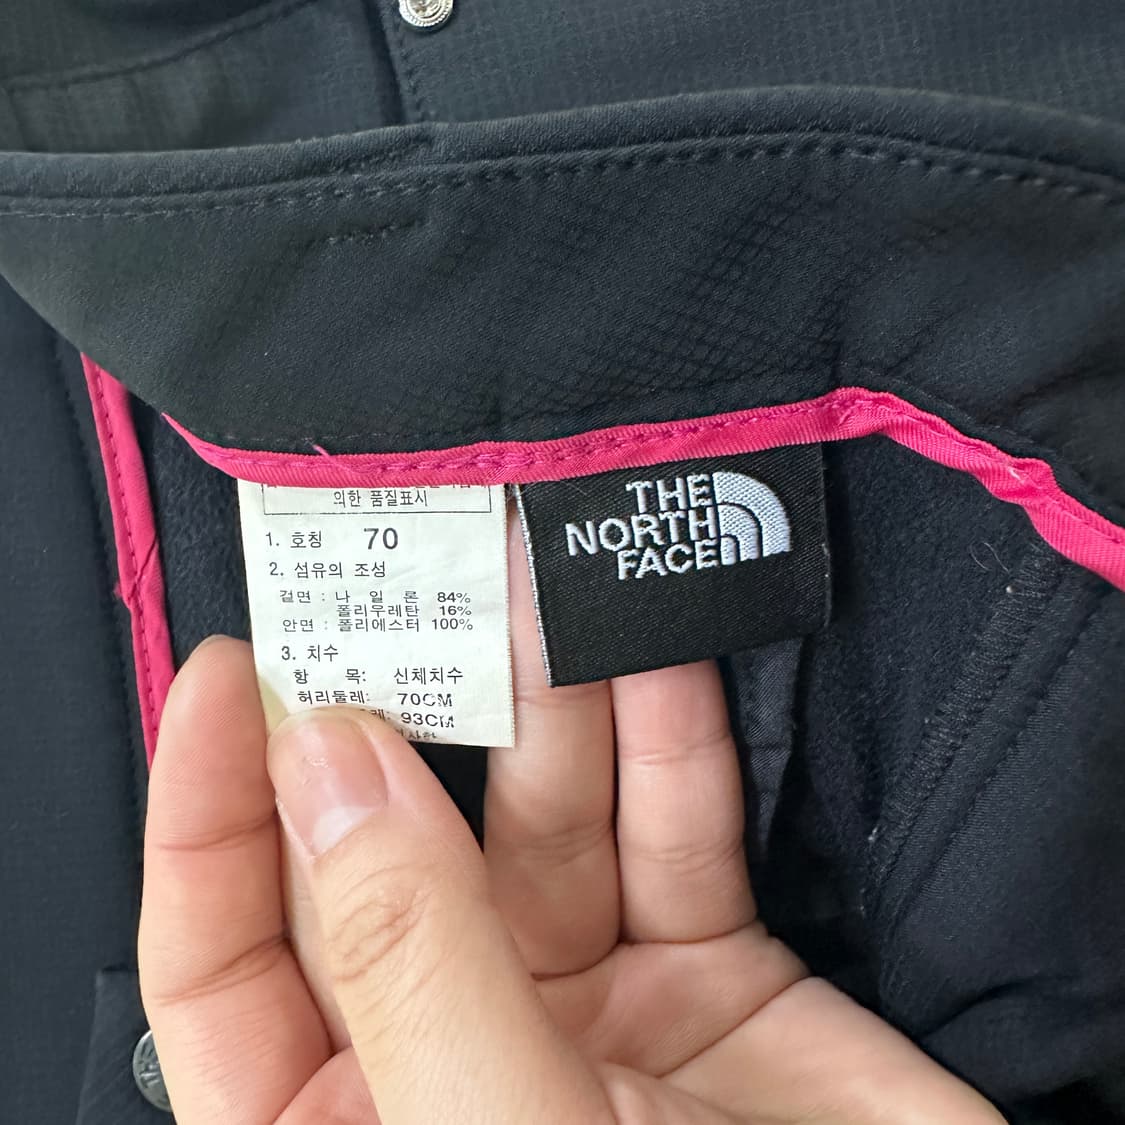 의한 품질표시
1. 호칭 70
2. 섬유의 조성
겉면 : 나 일 론 84%
폴리우레탄 16%
안면 : 폴리에스터 100%
3. 치수
항 목: 신체치수
허리둘레: 70CM
레: 93CM
THE
NORTH
FACE